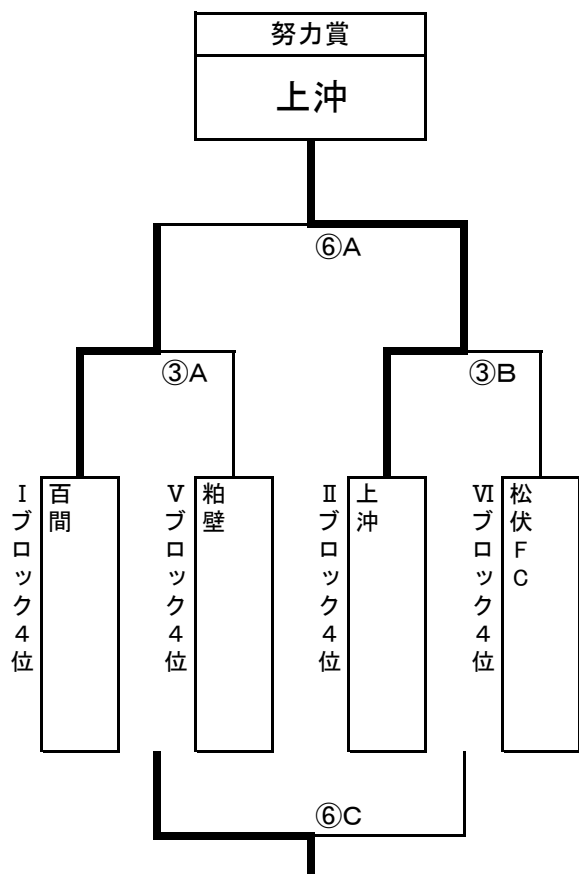 努力賞
上沖
⑥A
③A
③B
Ⅰブロック４位
百間
Ⅴブロック４位
粕壁
Ⅱブロック４位
上沖
Ⅵブロック４位
松伏ＦＣ
⑥C